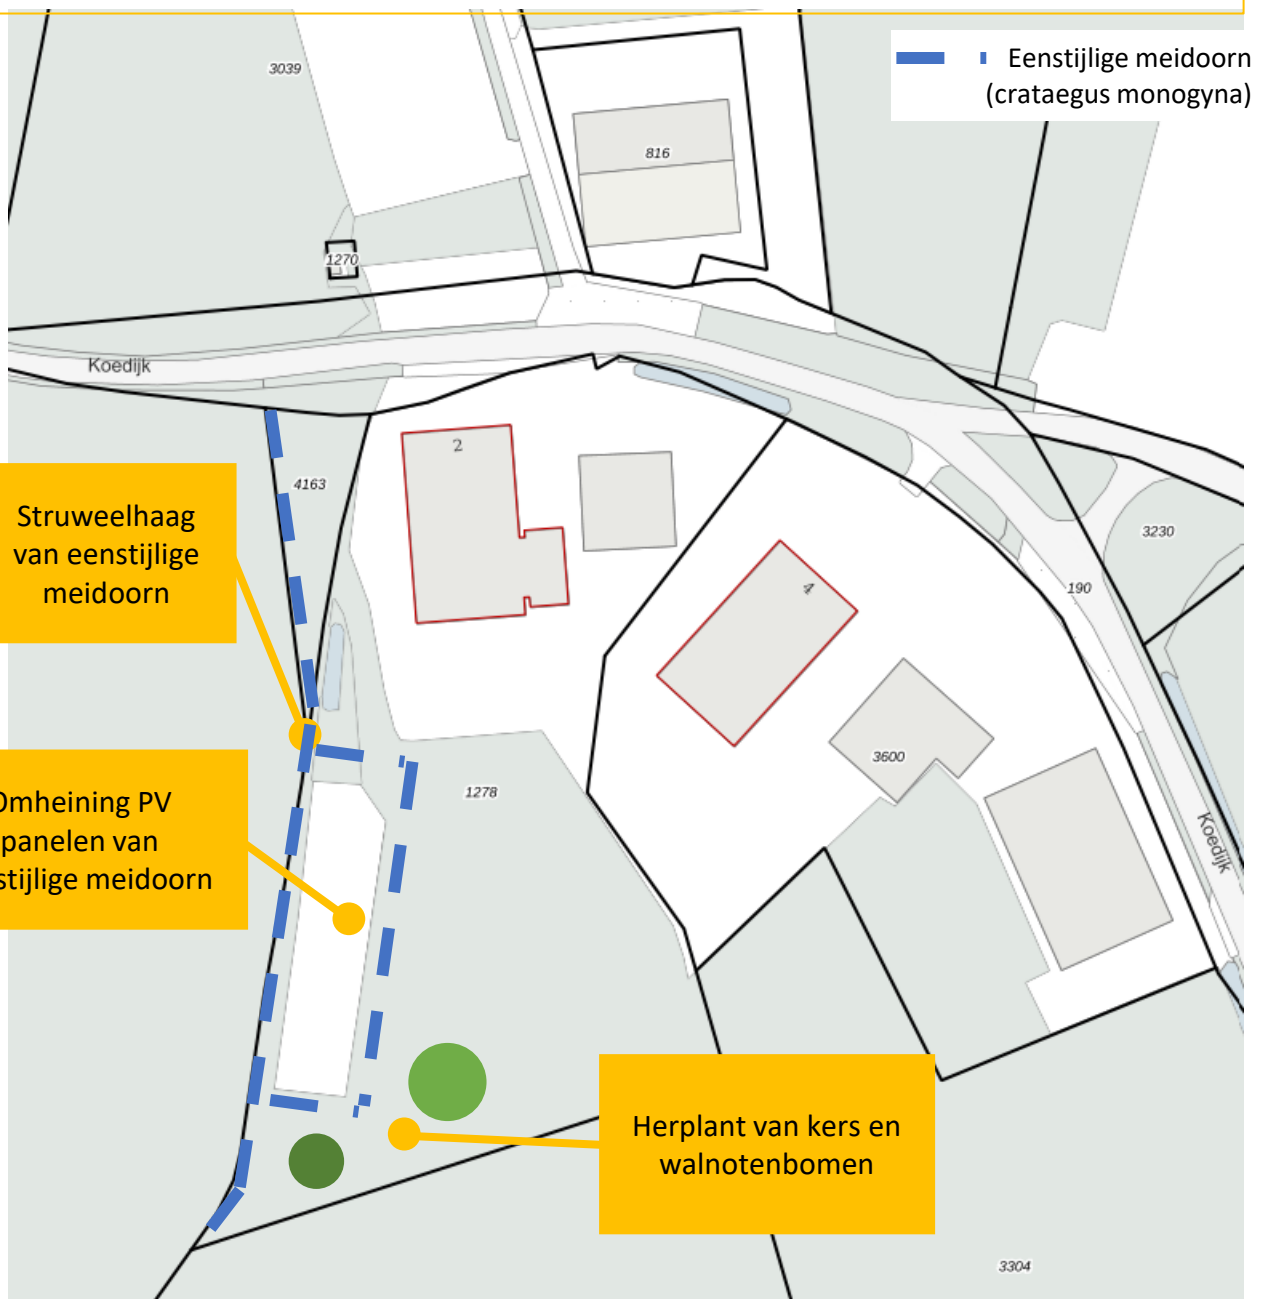 Eenstijlige meidoorn
(crataegus monogyna)
3039
816
1270
Koedijk
2
4163
Struweelhaag
van eenstijlige
meidoorn
4
3230
190
3600
1278
Koedijk
Omheining PV
panelen van
stijlige meidoorn
Herplant van kers en
walnotenbomen
3304